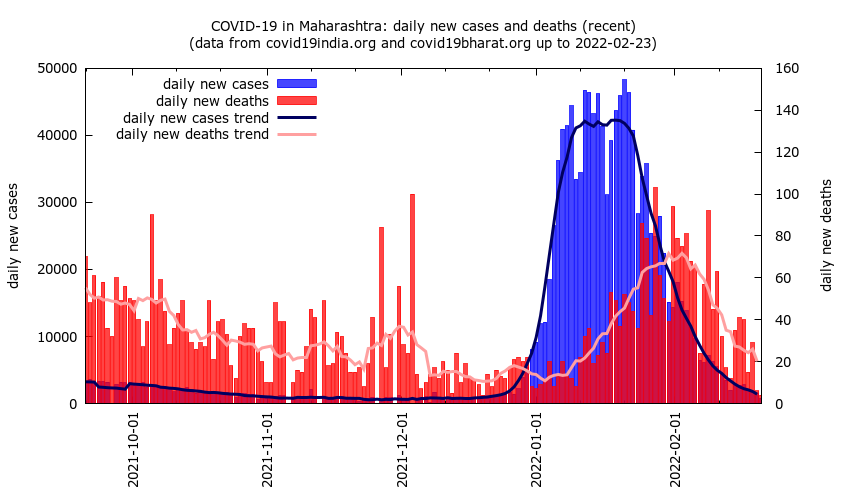 COVID-19 in Maharashtra: daily new cases and deaths (recent)
(data from covid19india.org and covid19bharat.org up to 2022-02-23)
daily new cases
daily new deaths
daily new cases trend
daily new deaths trend
daily new cases
50000
40000
30000
20000
10000
0
160
140
120
100
80
60
40
20
0
daily new deaths
2021-10-01
2021-11-01
2021-12-01
2022-01-01
2022-02-01